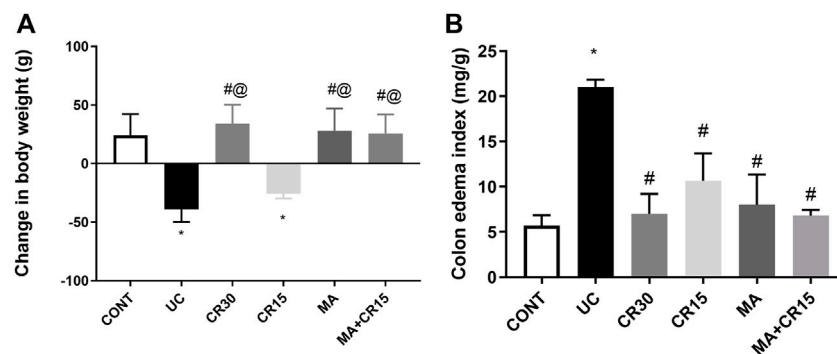 A
Change in body weight (g)
100
50
0
-50
-100
#@
#@
#@
*
*
CONT
UC
CR30
CR15
MA
MA+CR15
B
Colon edema index (mg/g)
25
20
15
10
5
0
*
#
#
#
#
CONT
UC
CR30
CR15
MA
MA+CR15